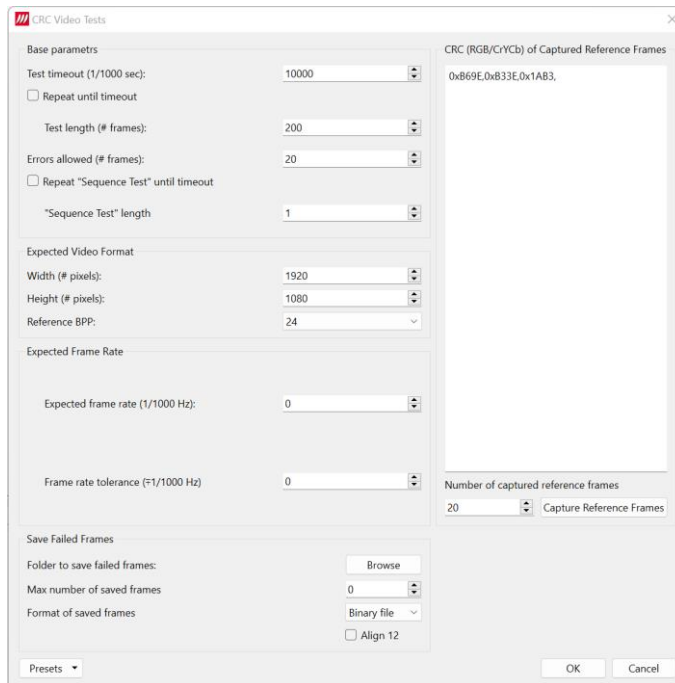 CRC Video Tests
Base parametrs
Test timeout (1/1000 sec): 10000
Repeat until timeout
Test length (# frames): 200
Errors allowed (# frames): 20
Repeat "Sequence Test" until timeout
"Sequence Test" length 1
Expected Video Format
Width (# pixels): 1920
Height (# pixels): 1080
Reference BPP: 24
Expected Frame Rate
Expected frame rate (1/1000 Hz): 0
Frame rate tolerance (∓1/1000 Hz) 0
Save Failed Frames
Folder to save failed frames: Browse
Max number of saved frames 0
Format of saved frames Binary file
Align 12
CRC (RGB/CrYCb) of Captured Reference Frames
0xB69E,0xB33E,0x1AB3,
Number of captured reference frames
20 Capture Reference Frames
Presets OK Cancel